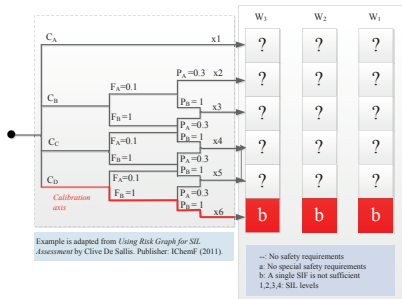 W3 W2 W1
CA x1 ? ? ?
PA=0.3 x2 ? ? ?
FA=0.1
CB PB= 1 x3 ? ? ?
FB= 1 PA=0.3
FA=0.1 PB= 1 x4 ? ? ?
CC
FB= 1 PA=0.3
CD FA=0.1 PB= 1 x5 ? ? ?
Calibration axis
FB =1 PA=0.3
PB= 1 x6 b b b
Example is adapted from Using Risk Graph for SIL
Assessment by Clive De Sallis. Publisher: IChemF (2011).
--: No safety requirements
a: No special safety requirements
b: A single SIF is not sufficient
1,2,3,4: SIL levels